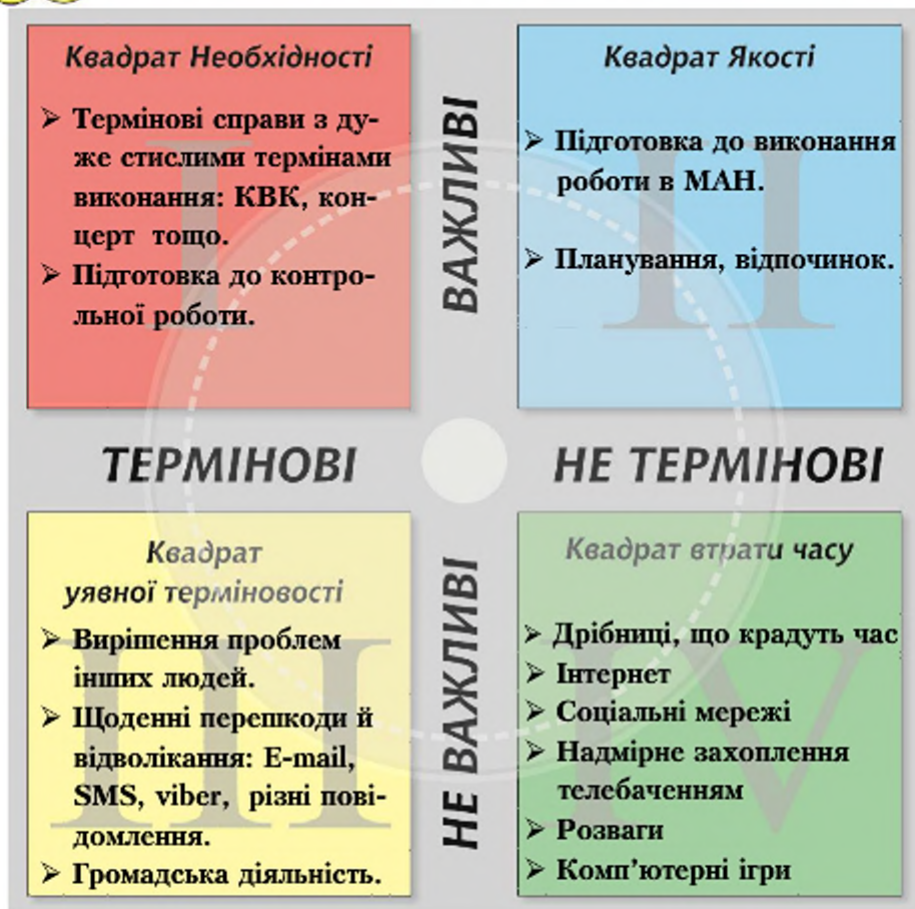 Квадрат Необхідності
I
➢ Термінові справи з ду-
же стислими термінами
виконання: КВК, кон-
церт тощо.
➢ Підготовка до контро-
льної роботи.
ВАЖЛИВІ
Квадрат Якості
II
➢ Підготовка до виконання
роботи в МАН.
➢ Планування, відпочинок.
ТЕРМІНОВІ
НЕ ТЕРМІНОВІ
Квадрат
уявної терміновості
III
➢ Вирішення проблем
інших людей.
➢ Щоденні перешкоди й
відволікання: E-mail,
SMS, viber, різні пові-
домлення.
➢ Громадська діяльність.
НЕ ВАЖЛИВІ
Квадрат втрати часу
IV
➢ Дрібниці, що крадуть час
➢ Інтернет
➢ Соціальні мережі
➢ Надмірне захоплення
телебаченням
➢ Розваги
➢ Комп’ютерні ігри